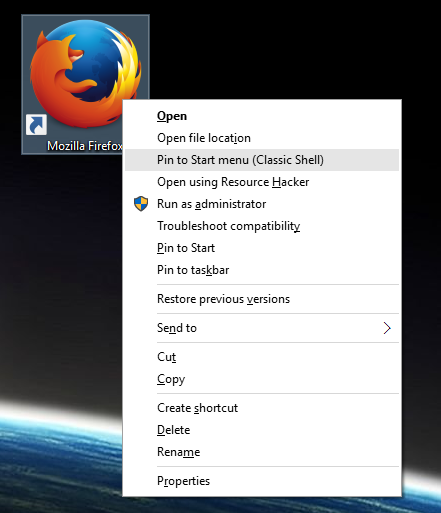 Mozilla Firefox
Open
Open file location
Pin to Start menu (Classic Shell)
Open using Resource Hacker
Run as administrator
Troubleshoot compatibility
Pin to Start
Pin to taskbar
Restore previous versions
Send to
Cut
Copy
Create shortcut
Delete
Rename
Properties